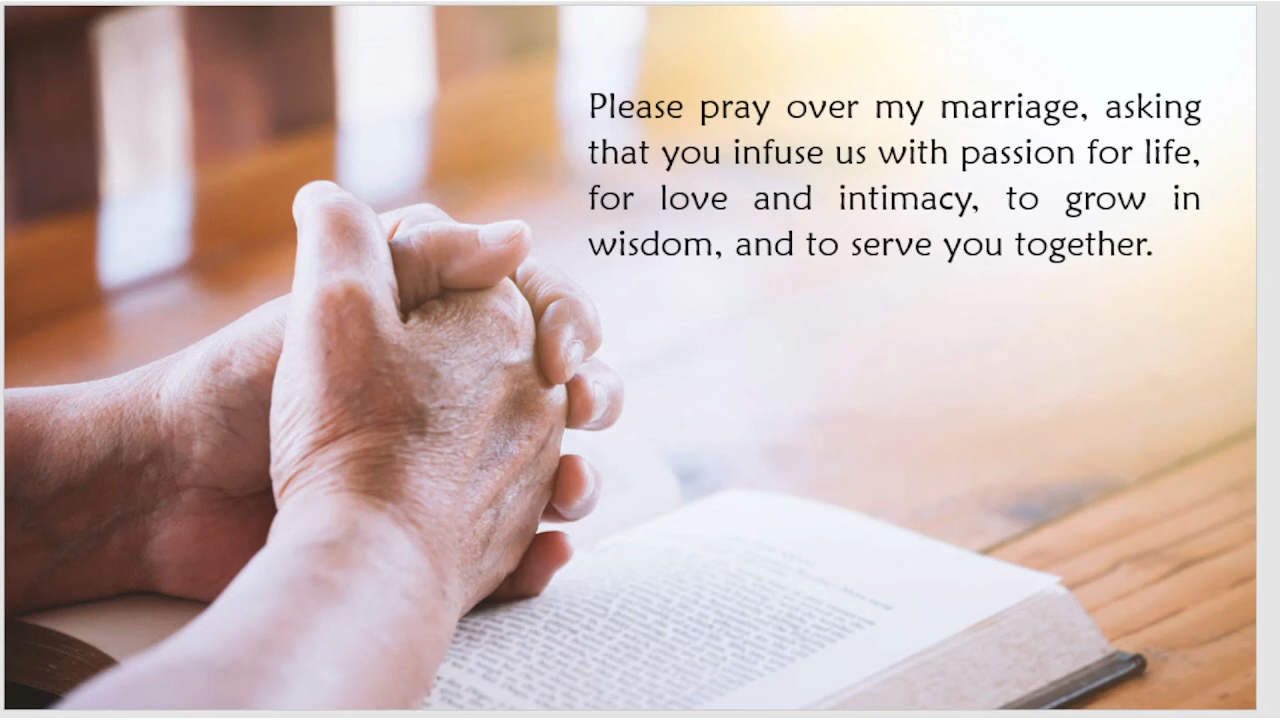 Please pray over my marriage, asking
that you infuse us with passion for life,
for love and intimacy, to grow in
wisdom, and to serve you together.